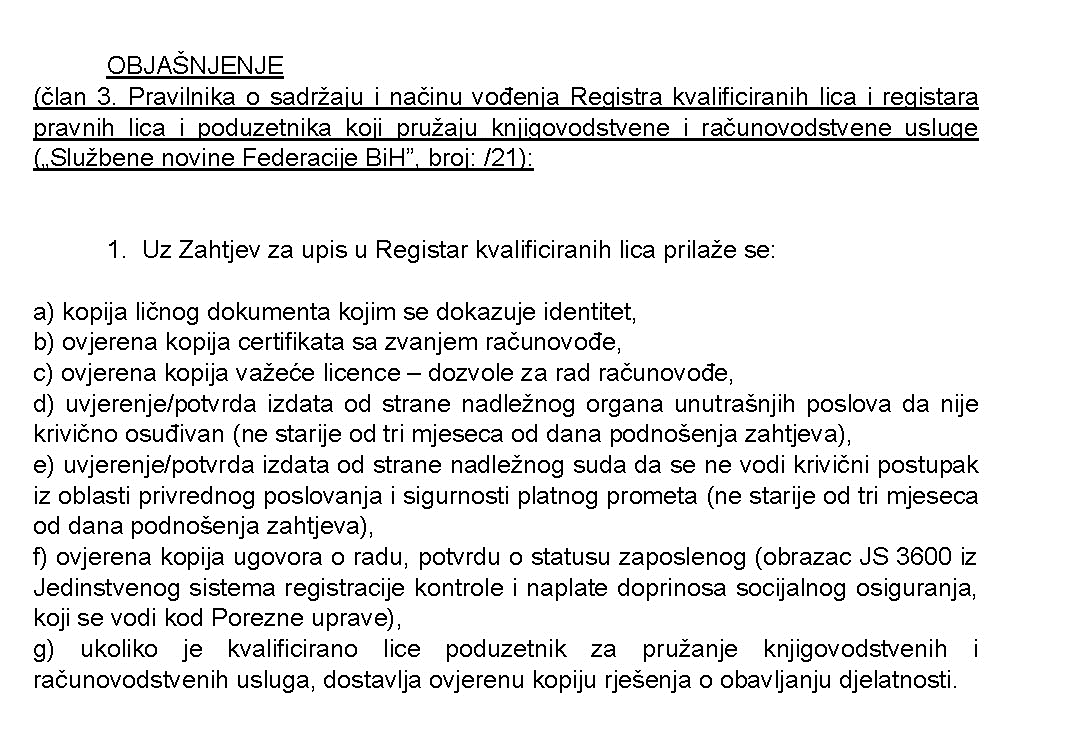 OBJAŠNJENJE
(član 3. Pravilnika o sadržaju i načinu vođenja Registra kvalificiranih lica i registara
pravnih lica i poduzetnika koji pružaju knjigovodstvene i računovodstvene usluge
(„Službene novine Federacije BiH”, broj: /21):
1. Uz Zahtjev za upis u Registar kvalificiranih lica prilaže se:
a) kopija ličnog dokumenta kojim se dokazuje identitet,
b) ovjerena kopija certifikata sa zvanjem računovođe,
c) ovjerena kopija važeće licence – dozvole za rad računovođe,
d) uvjerenje/potvrda izdata od strane nadležnog organa unutrašnjih poslova da nije
krivično osuđivan (ne starije od tri mjeseca od dana podnošenja zahtjeva),
e) uvjerenje/potvrda izdata od strane nadležnog suda da se ne vodi krivični postupak
iz oblasti privrednog poslovanja i sigurnosti platnog prometa (ne starije od tri mjeseca
od dana podnošenja zahtjeva),
f) ovjerena kopija ugovora o radu, potvrdu o statusu zaposlenog (obrazac JS 3600 iz
Jedinstvenog sistema registracije kontrole i naplate doprinosa socijalnog osiguranja,
koji se vodi kod Porezne uprave),
g) ukoliko je kvalificirano lice poduzetnik za pružanje knjigovodstvenih i
računovodstvenih usluga, dostavlja ovjerenu kopiju rješenja o obavljanju djelatnosti.